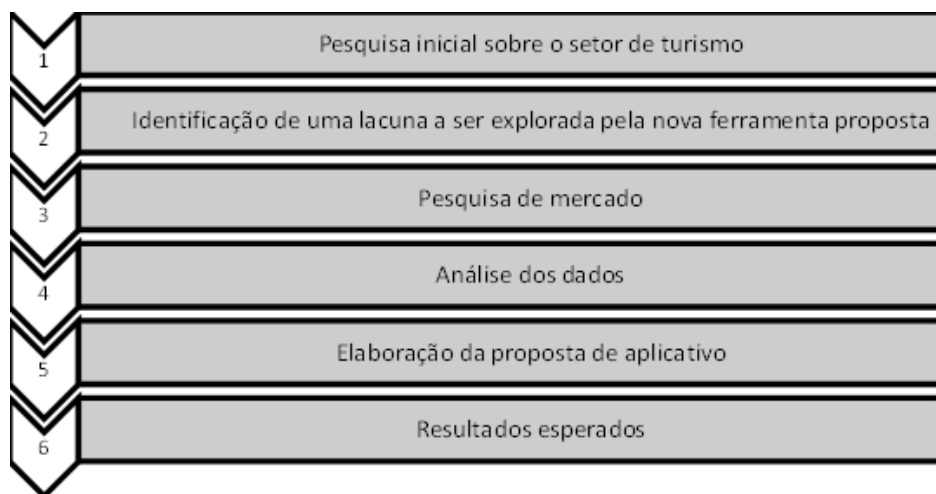 1
Pesquisa inicial sobre o setor de turismo
2
Identificação de uma lacuna a ser explorada pela nova ferramenta proposta
3
Pesquisa de mercado
4
Análise dos dados
5
Elaboração da proposta de aplicativo
6
Resultados esperados